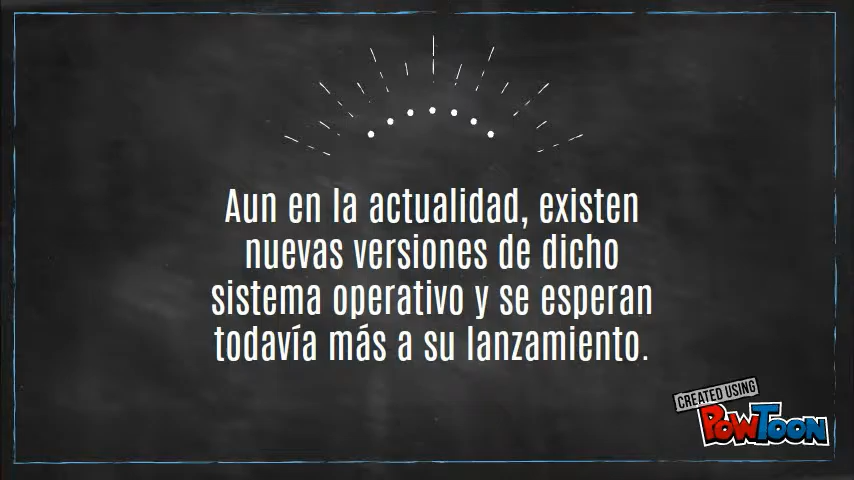 Aun en la actualidad, existen
nuevas versiones de dicho
sistema operativo y se esperan
todavía más a su lanzamiento.
CREATED USING
POWTOON